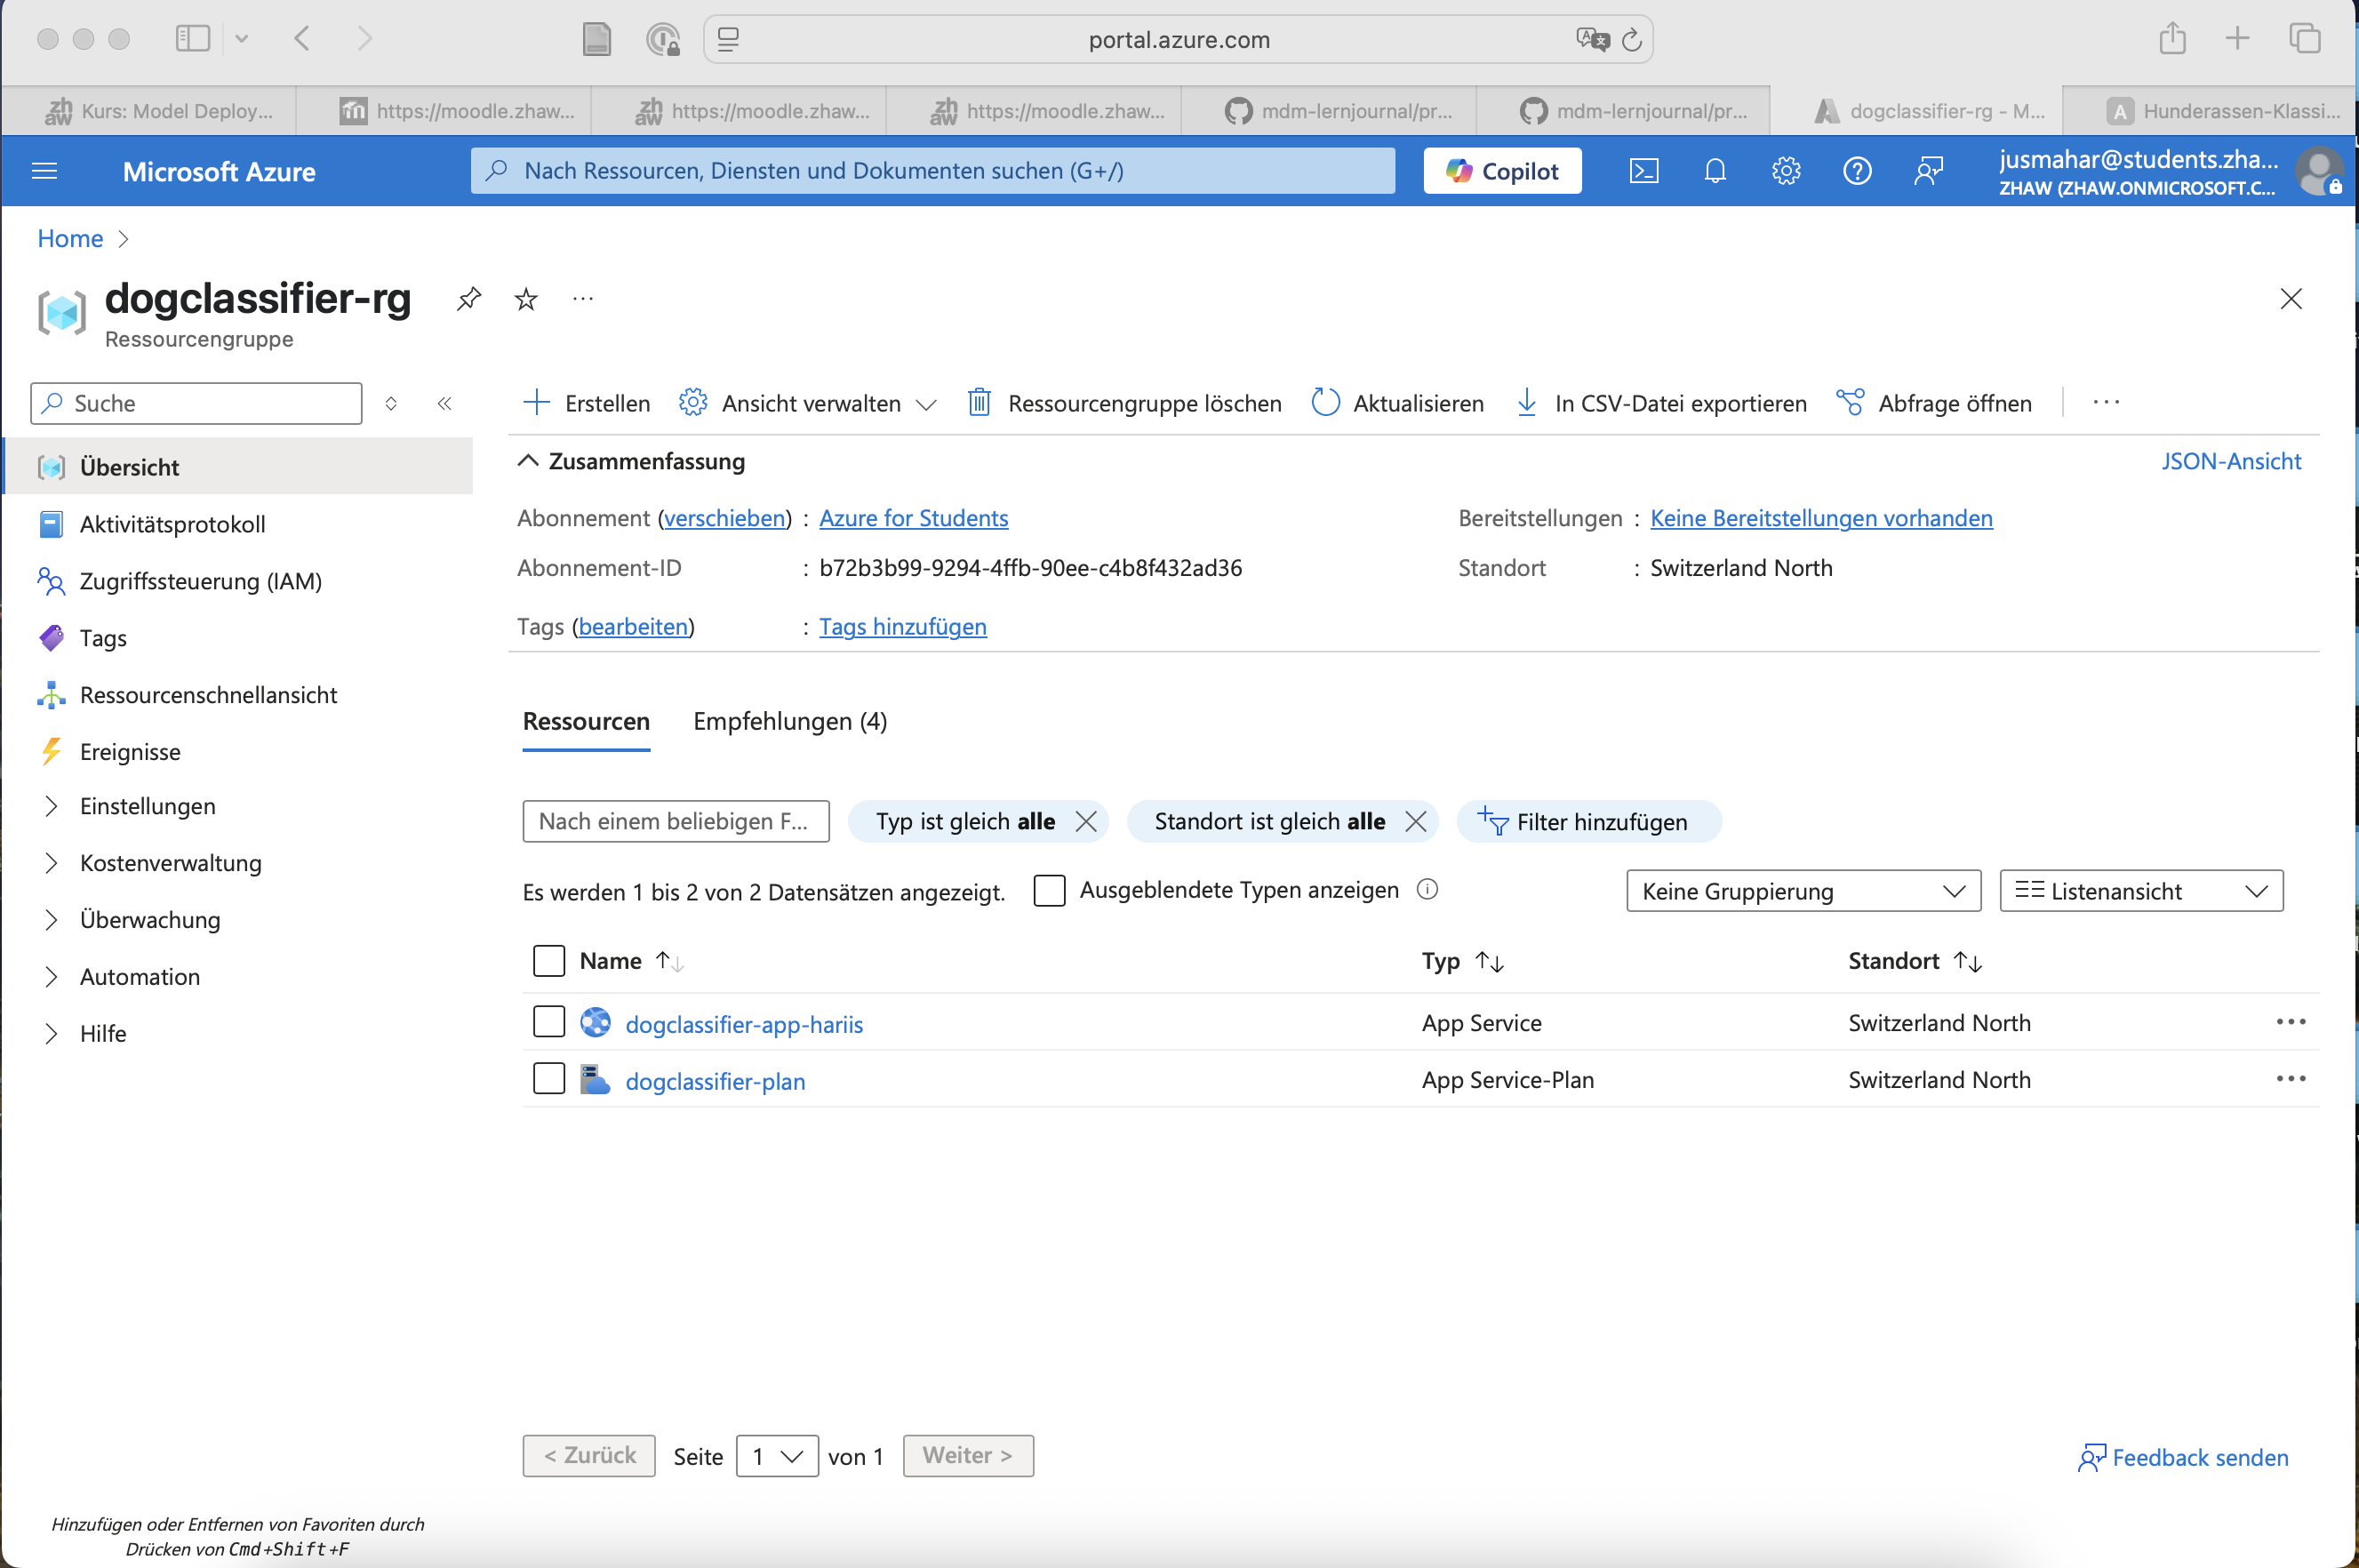 portal.azure.com
zh aw Kurs: Model Deploy...
m https://moodle.zhaw...
zh aw https://moodle.zhaw...
zh aw https://moodle.zhaw...
mdm-lernjournal/pr...
mdm-lernjournal/pr...
dogclassifier-rg - M...
A Hunderassen-Klassi...
Microsoft Azure
Nach Ressourcen, Diensten und Dokumenten suchen (G+/)
Copilot
jusmahar@students.zha...
ZHAW (ZHAW.ONMICROSOFT.C...
Home
dogclassifier-rg
Ressourcengruppe
Suche
Erstellen
Ansicht verwalten
Ressourcengruppe löschen
Aktualisieren
In CSV-Datei exportieren
Abfrage öffnen
Übersicht
Aktivitätsprotokoll
Zugriffssteuerung (IAM)
Tags
Ressourcenschnellansicht
Ereignisse
Einstellungen
Kostenverwaltung
Überwachung
Automation
Hilfe
Zusammenfassung
JSON-Ansicht
Abonnement (verschieben) : Azure for Students
Bereitstellungen : Keine Bereitstellungen vorhanden
Abonnement-ID : b72b3b99-9294-4ffb-90ee-c4b8f432ad36
Standort : Switzerland North
Tags (bearbeiten) : Tags hinzufügen
Ressourcen
Empfehlungen (4)
Nach einem beliebigen F...
Typ ist gleich alle
Standort ist gleich alle
Filter hinzufügen
Es werden 1 bis 2 von 2 Datensätzen angezeigt.
Ausgeblendete Typen anzeigen
Keine Gruppierung
Listenansicht
Name
Typ
Standort
dogclassifier-app-hariis
App Service
Switzerland North
dogclassifier-plan
App Service-Plan
Switzerland North
< Zurück
Seite
1
von 1
Weiter >
Feedback senden
Hinzufügen oder Entfernen von Favoriten durch
Drücken von Cmd+Shift+F